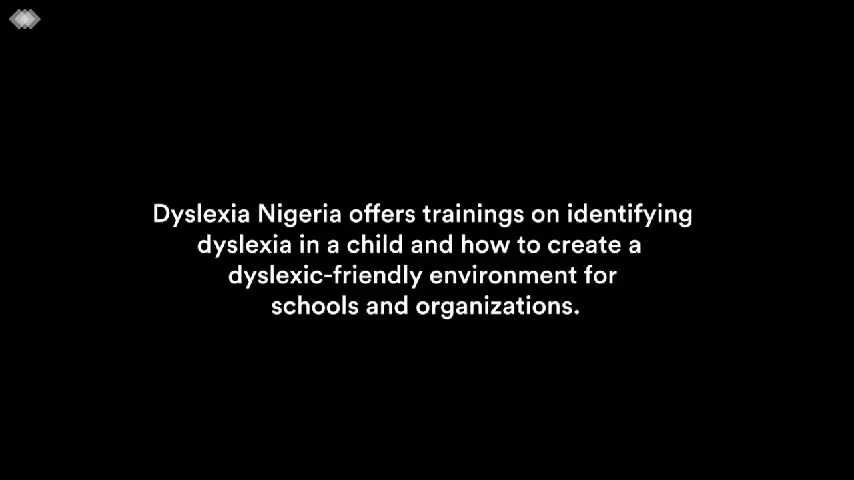 Dyslexia Nigeria offers trainings on identifying
dyslexia in a child and how to create a
dyslexic-friendly environment for
schools and organizations.